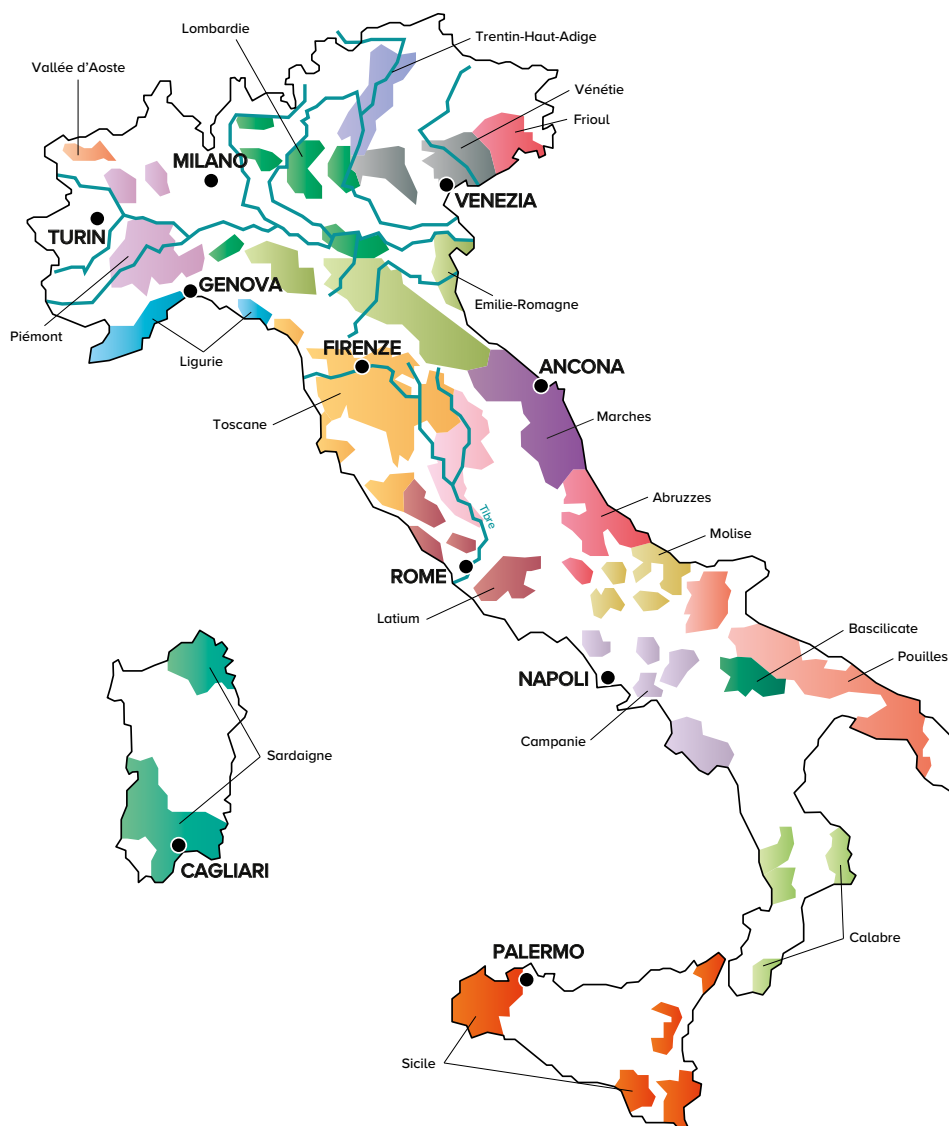 Lombardie
Trentin-Haut-Adige
Vallée d'Aoste
Vénétie
Frioul
MILANO
VENEZIA
TURIN
GENOVA
Emilie-Romagne
Piémont
Ligurie
FIRENZE
ANCONA
Toscane
Marches
Abruzzes
Tibre
Molise
ROME
Latium
Bascilicate
Pouilles
NAPOLI
Campanie
Sardaigne
CAGLIARI
Calabre
PALERMO
Sicile